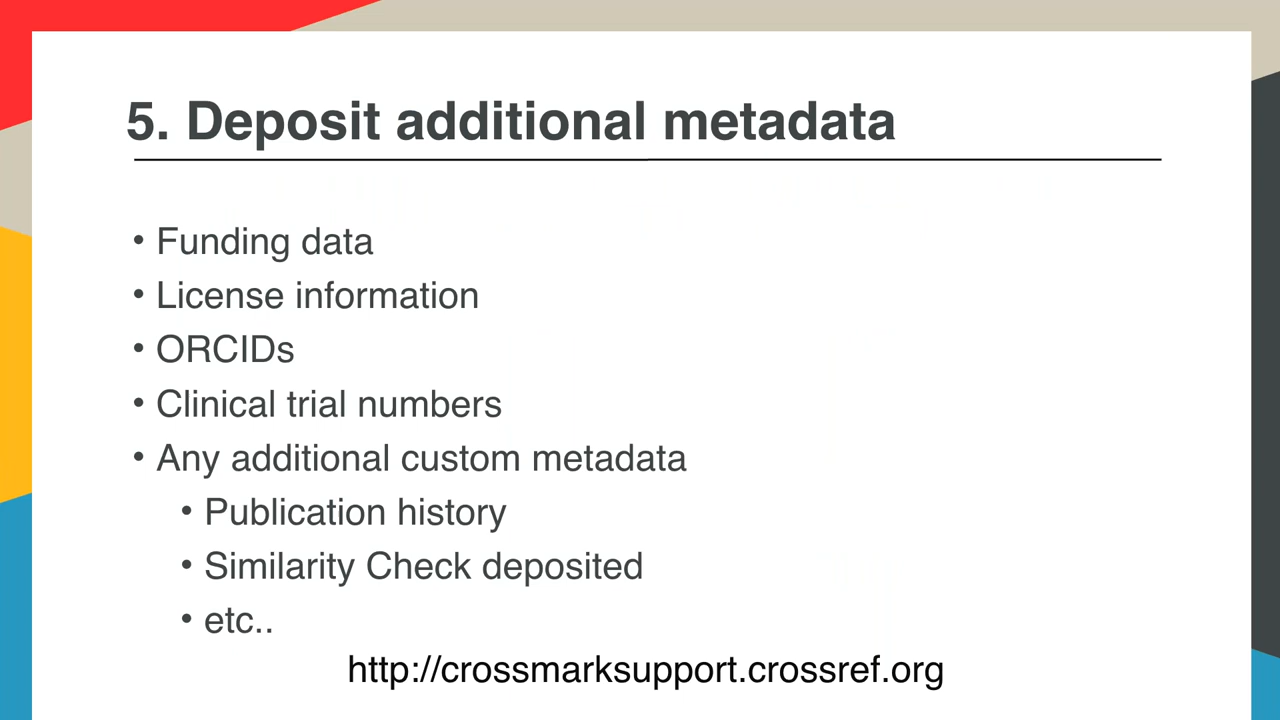 5. Deposit additional metadata
• Funding data
• License information
• ORCIDs
• Clinical trial numbers
• Any additional custom metadata
• Publication history
• Similarity Check deposited
• etc..
http://crossmarksupport.crossref.org